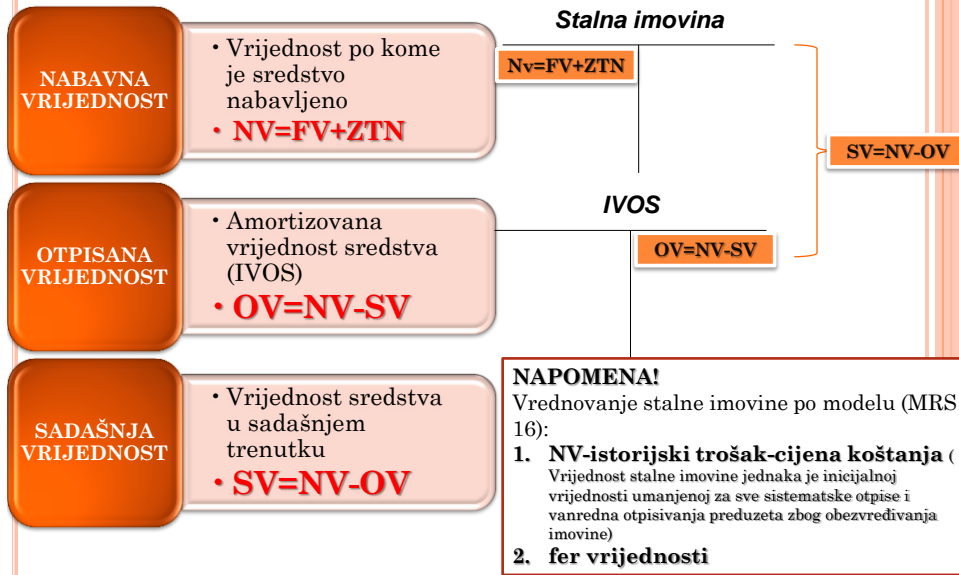 NABAVNA
VRIJEDNOST
• Vrijednost po kome
je sredstvo
nabavljeno
• NV=FV+ZTN
OTPISANA
VRIJEDNOST
• Amortizovana
vrijednost sredstva
(IVOS)
• OV=NV-SV
SADAŠNJA
VRIJEDNOST
• Vrijednost sredstva
u sadašnjem
trenutku
• SV=NV-OV
Stalna imovina
Nv=FV+ZTN
SV=NV-OV
IVOS
OV=NV-SV
NAPOMENA!
Vrednovanje stalne imovine po modelu (MRS
16):
1. NV-istorijski trošak-cijena koštanja (
Vrijednost stalne imovine jednaka je inicijalnoj
vrijednosti umanjenoj za sve sistematske otpise i
vanredna otpisivanja preduzeta zbog obezvređivanja
imovine)
2. fer vrijednosti